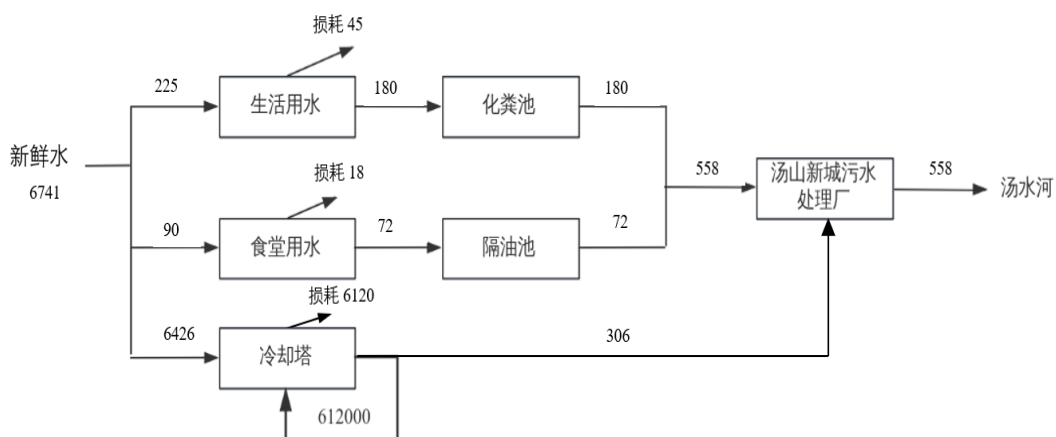 损耗 45
225
生活用水
180
化粪池
180
新鲜水
6741
558
汤山新城污水
处理厂
558
汤水河
损耗 18
90
食堂用水
72
隔油池
72
损耗 6120
6426
冷却塔
306
612000